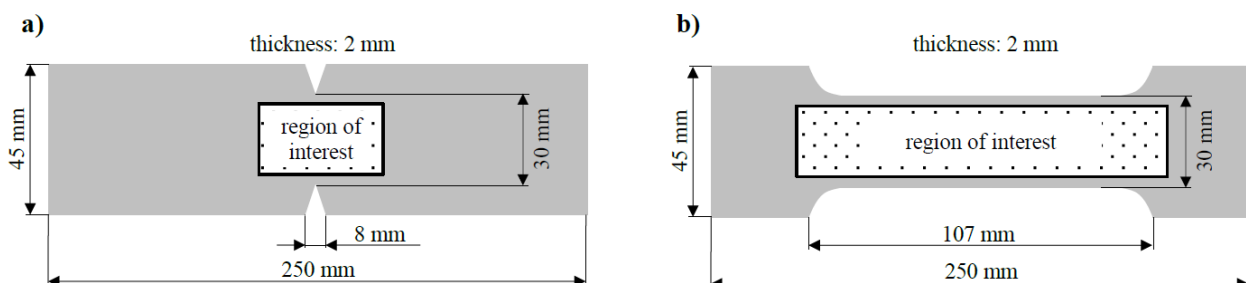 a)
thickness: 2 mm
45 mm
region of
interest
30 mm
8 mm
250 mm
b)
thickness: 2 mm
45 mm
region of interest
30 mm
107 mm
250 mm